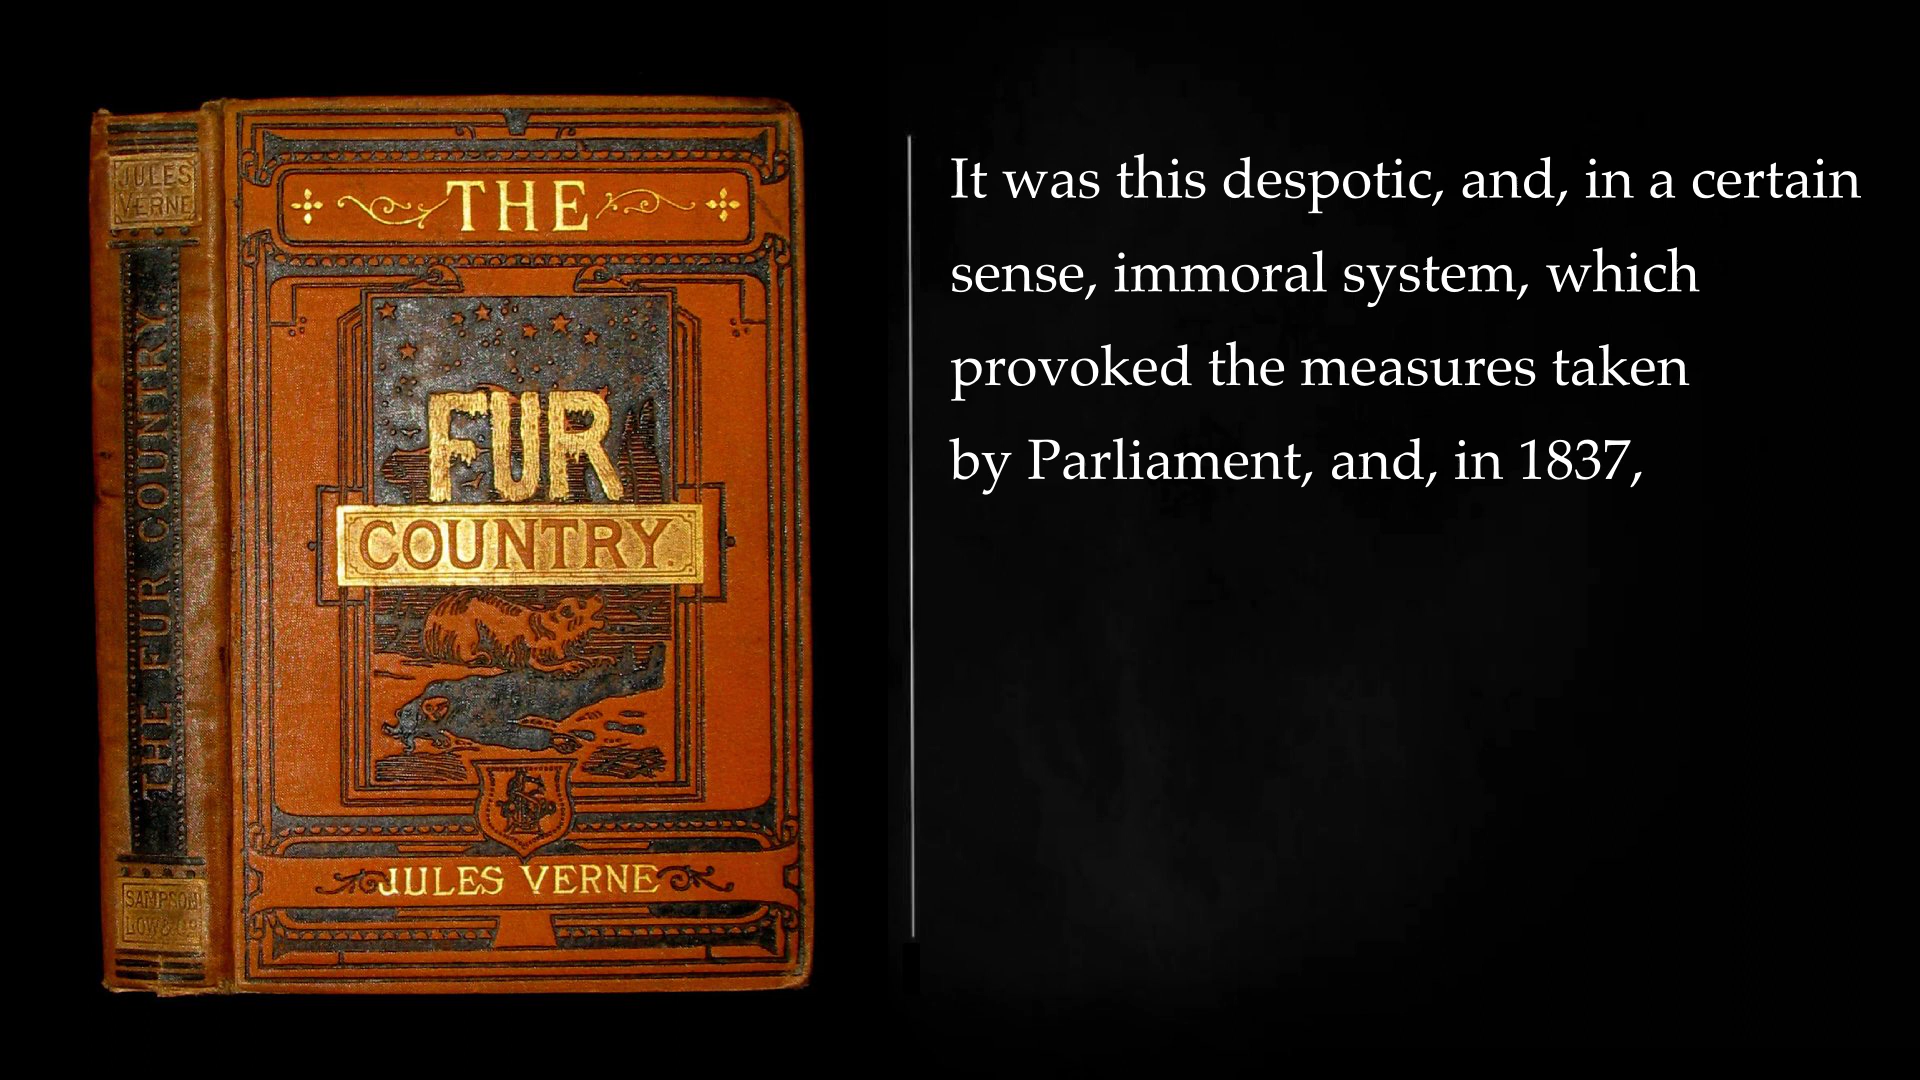 JULES
VERNE
THE FUR COUNTRY.
SAMPSON
LOW & Co
THE
FUR
COUNTRY.
JULES VERNE
It was this despotic, and, in a certain
sense, immoral system, which
provoked the measures taken
by Parliament, and, in 1837,